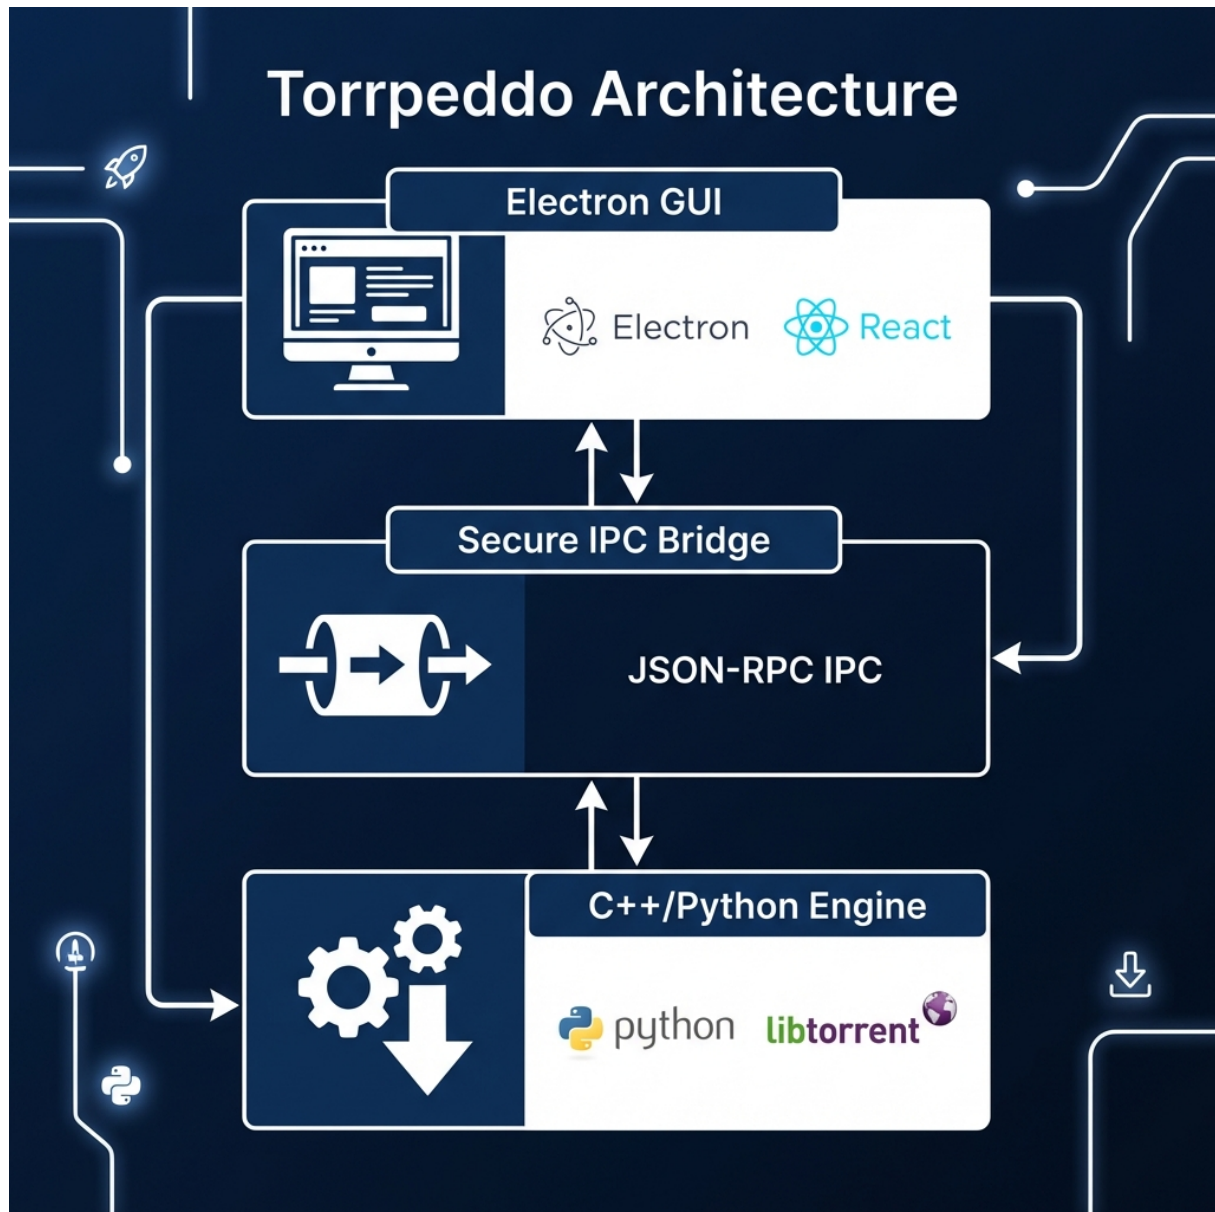 Torrpeddo Architecture
Electron GUI
Electron React
Secure IPC Bridge
JSON-RPC IPC
C++/Python Engine
python libtorrent